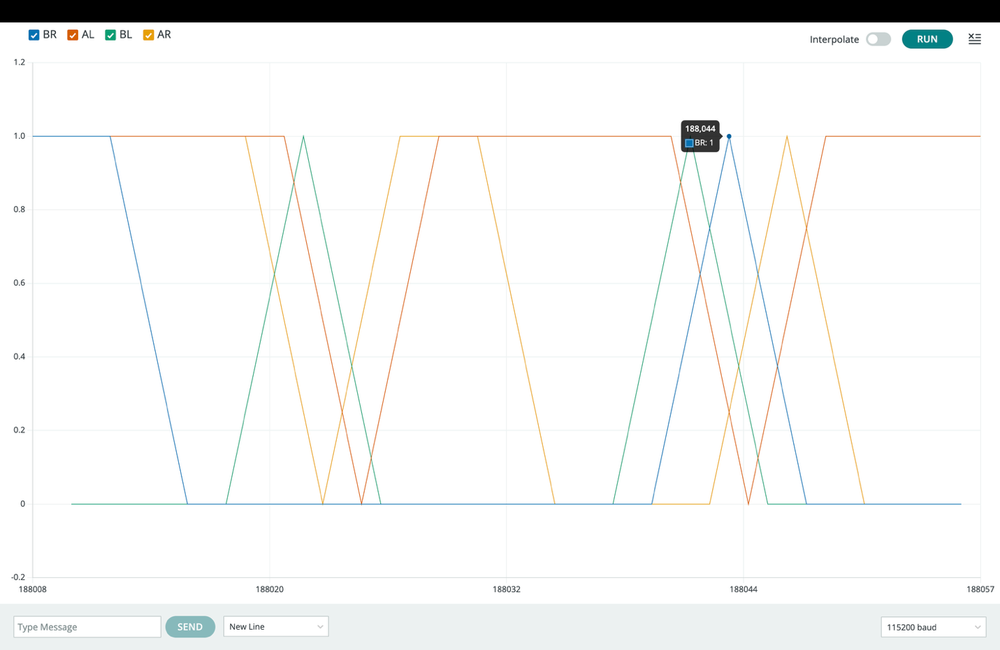 BR AL BL AR
Interpolate RUN
1.2
1.0
188,044
BR: 1
0.8
0.6
0.4
0.2
0
-0.2
188008 188020 188032 188044 188057
Type Message SEND New Line 115200 baud